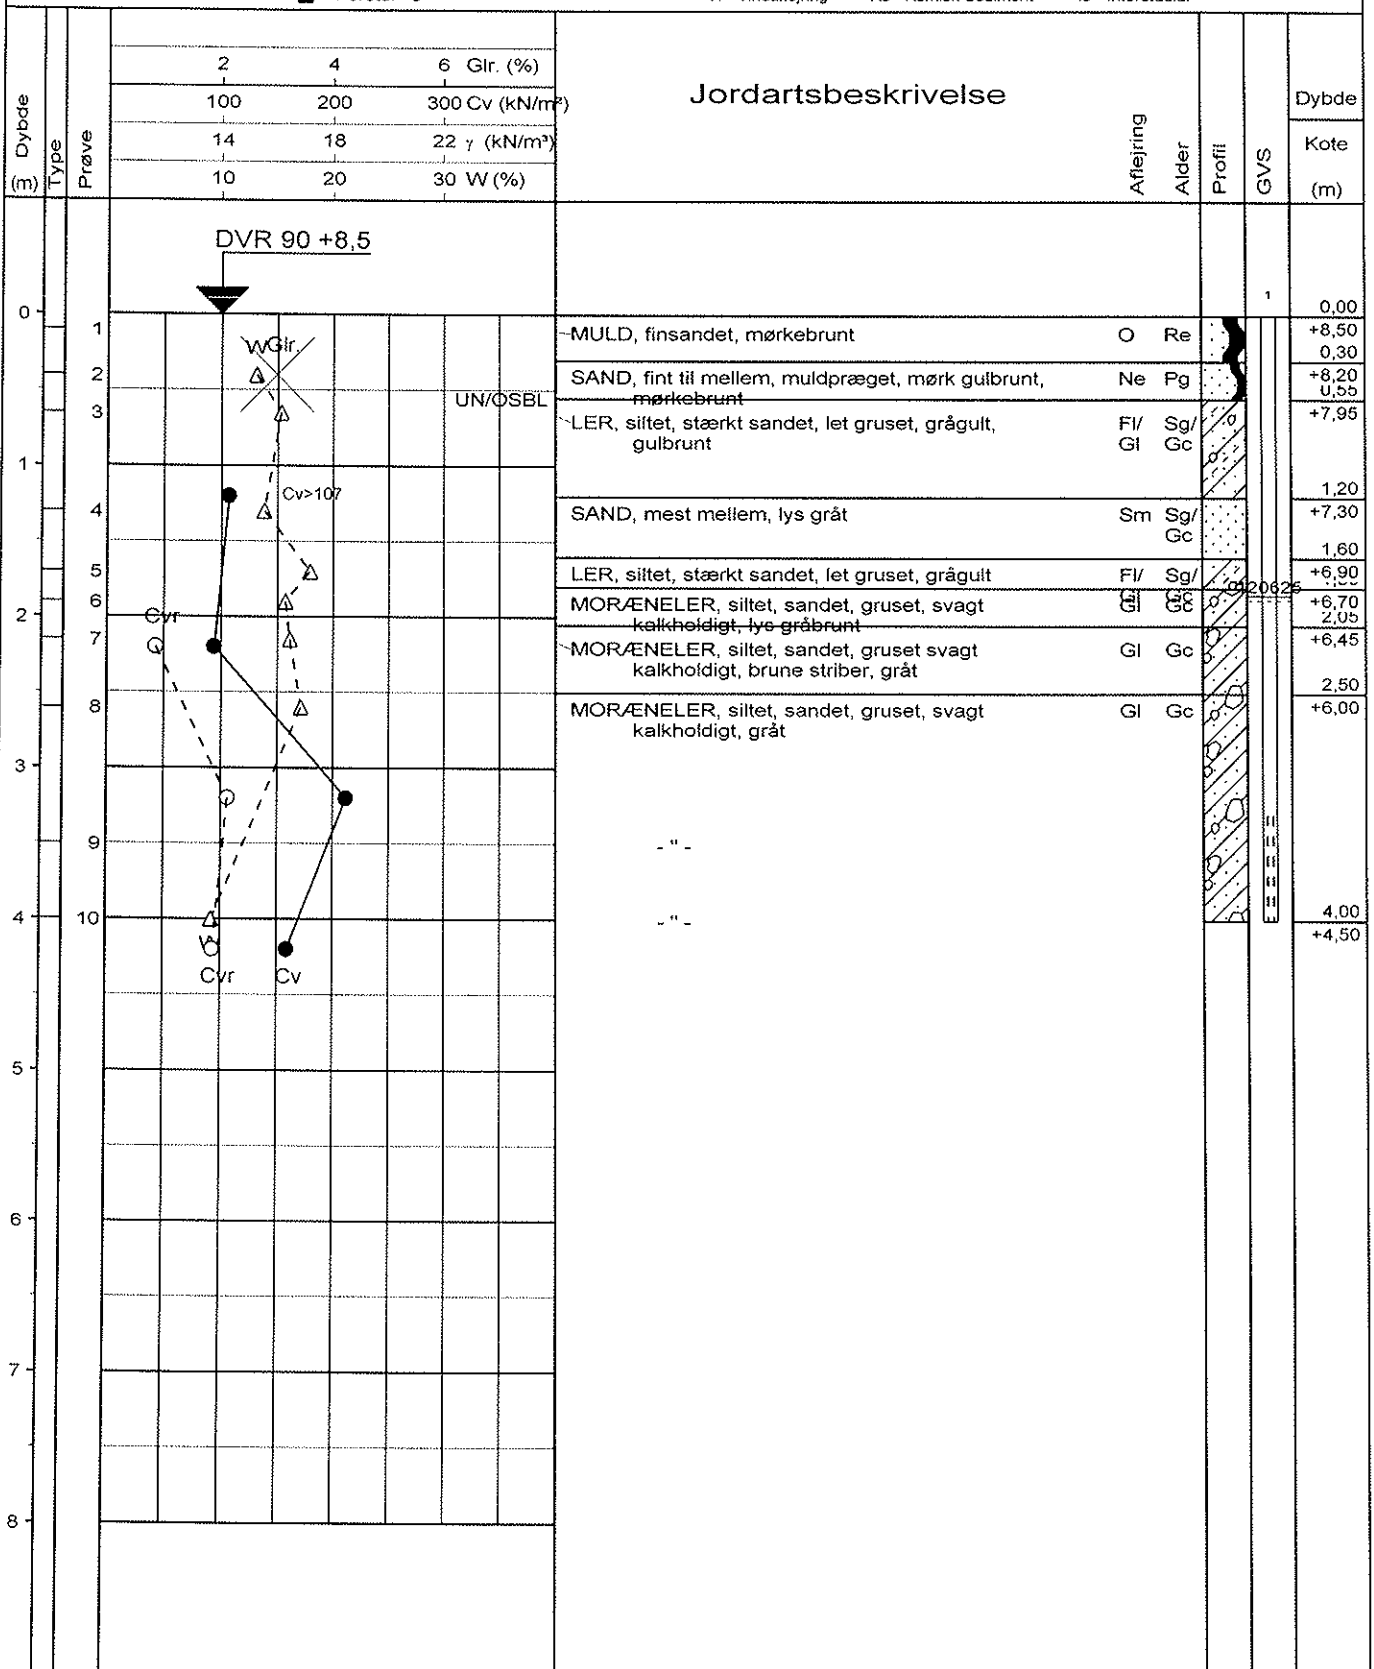 2 4 6 Glr. (%)
100 200 300 Cv (kN/m²)
14 18 22 γ (kN/m³)
10 20 30 W (%)
Dybde
(m)
Type
Prøve
Jordartsbeskrivelse
Aflejring
Alder
Profil
GVS
Dybde
Kote
(m)
DVR 90 +8,5
1
0
0,00
1
MULD, finsandet, mørkebrunt O Re
+8,50
W Glr.
0,30
2
SAND, fint til mellem, muldpræget, mørk gulbrunt, Ne Pg
mørkebrunt
+8,20
0,55
UN/OSBL
3
+7,95
LER, siltet, stærkt sandet, let gruset, grågult, Fl/ Sg/
gulbrunt Gl Gc
1
1,20
Cv>107
4
SAND, mest mellem, lys gråt Sm Sg/
Gc
+7,30
1,60
5
LER, siltet, stærkt sandet, let gruset, grågult Fl/ Sg/
Gl Gc
+6,90
6
MORÆNELER, siltet, sandet, gruset, svagt Gl Gc
kalkholdigt, lys gråbrunt
+6,70
2
2,05
Cvr
7
MORÆNELER, siltet, sandet, gruset svagt Gl Gc
kalkholdigt, brune striber, gråt
+6,45
2,50
8
MORÆNELER, siltet, sandet, gruset, svagt Gl Gc
kalkholdigt, gråt
+6,00
3
9
- " -
4
10
- " -
4,00
+4,50
W
Cvr Cv
5
6
7
8